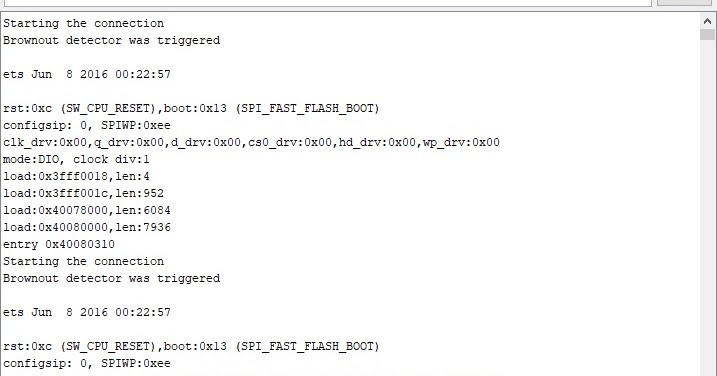 Starting the connection
Brownout detector was triggered
ets Jun  8 2016 00:22:57
rst:0xc (SW_CPU_RESET),boot:0x13 (SPI_FAST_FLASH_BOOT)
configsip: 0, SPIWP:0xee
clk_drv:0x00,q_drv:0x00,d_drv:0x00,cs0_drv:0x00,hd_drv:0x00,wp_drv:0x00
mode:DIO, clock div:1
load:0x3fff0018,len:4
load:0x3fff001c,len:952
load:0x40078000,len:6084
load:0x40080000,len:7936
entry 0x40080310
Starting the connection
Brownout detector was triggered
ets Jun  8 2016 00:22:57
rst:0xc (SW_CPU_RESET),boot:0x13 (SPI_FAST_FLASH_BOOT)
configsip: 0, SPIWP:0xee